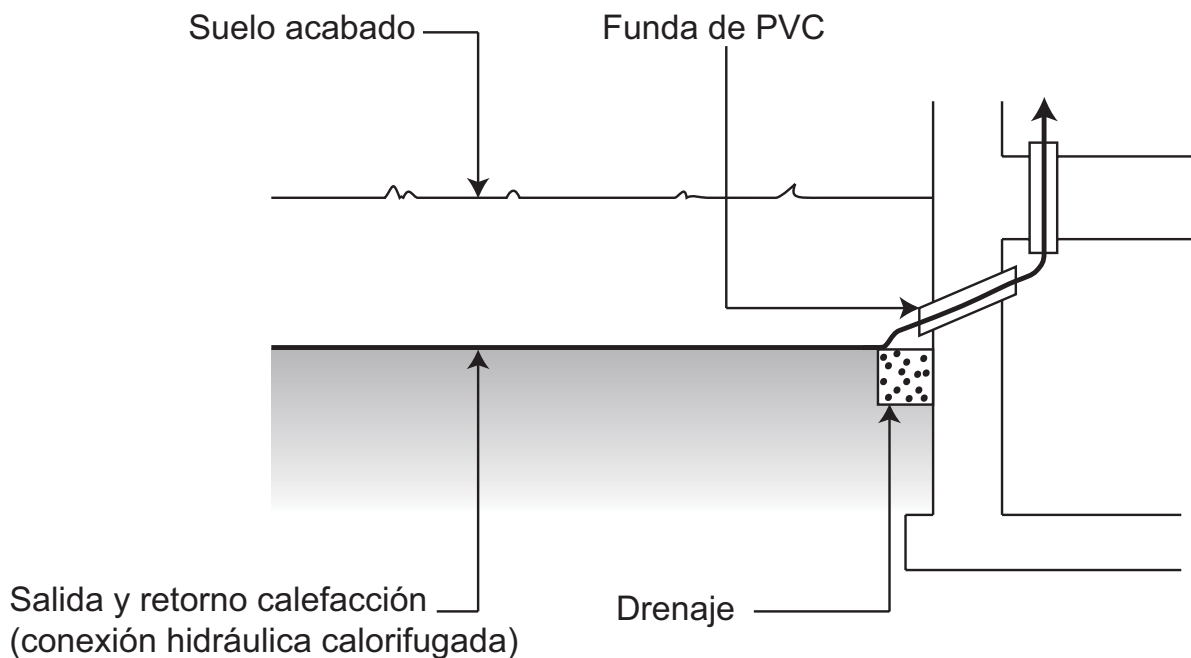 Suelo acabado
Funda de PVC
Salida y retorno calefacción
(conexión hidráulica calorifugada)
Drenaje